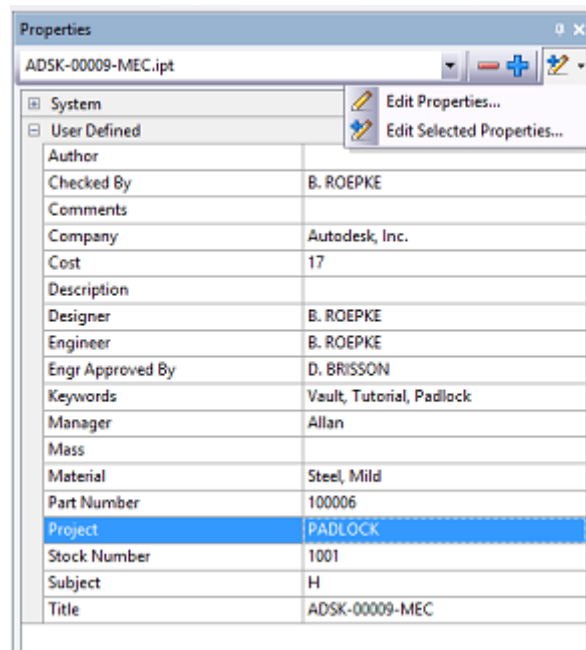 Properties
ADSK-00009-MEC.ipt
Edit Properties...
Edit Selected Properties...
System
User Defined
Author
Checked By B. ROEPKE
Comments
Company Autodesk, Inc.
Cost 17
Description
Designer B. ROEPKE
Engineer B. ROEPKE
Engr Approved By D. BRISSON
Keywords Vault, Tutorial, Padlock
Manager Allan
Mass
Material Steel, Mild
Part Number 100006
Project PADLOCK
Stock Number 1001
Subject H
Title ADSK-00009-MEC